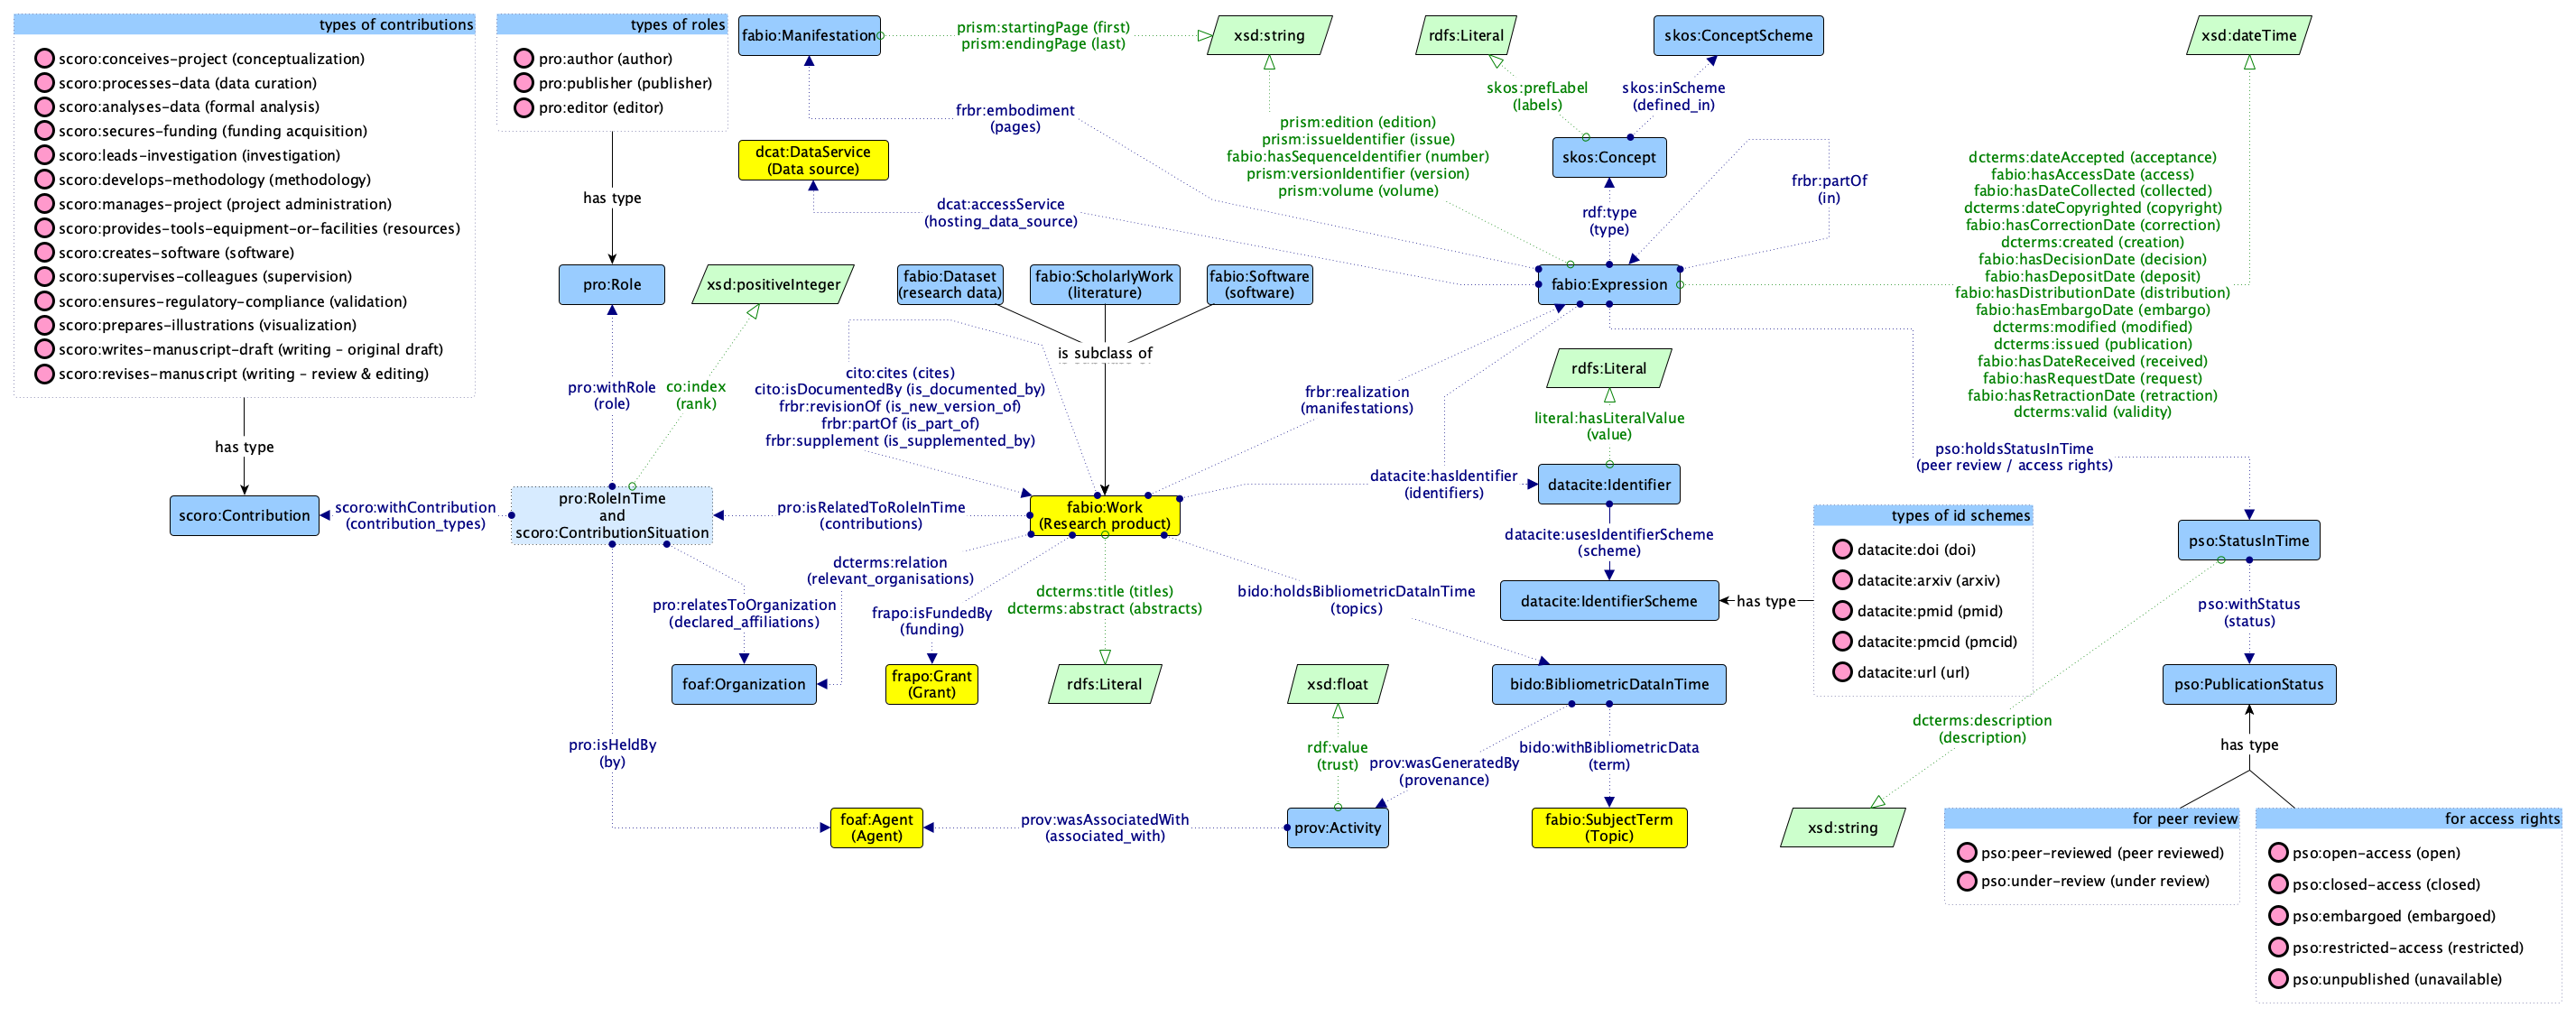 types of contributions
scoro:conceives-project (conceptualization)
scoro:processes-data (data curation)
scoro:analyses-data (formal analysis)
scoro:secures-funding (funding acquisition)
scoro:leads-investigation (investigation)
scoro:develops-methodology (methodology)
scoro:manages-project (project administration)
scoro:provides-tools-equipment-or-facilities (resources)
scoro:creates-software (software)
scoro:supervises-colleagues (supervision)
scoro:ensures-regulatory-compliance (validation)
scoro:prepares-illustrations (visualization)
scoro:writes-manuscript-draft (writing - original draft)
scoro:revises-manuscript (writing - review & editing)
has type
scoro:Contribution
scoro:withContribution
(contribution_types)
types of roles
pro:author (author)
pro:publisher (publisher)
pro:editor (editor)
has type
pro:Role
pro:withRole
(role)
xsd:positiveInteger
co:index
(rank)
pro:RoleInTime
and
scoro:ContributionSituation
pro:isRelatedToRoleInTime
(contributions)
pro:relatesToOrganization
(declared_affiliations)
foaf:Organization
pro:isHeldBy
(by)
foaf:Agent
(Agent)
fabio:Manifestation
prism:startingPage (first)
prism:endingPage (last)
xsd:string
frbr:embodiment
(pages)
dcat:DataService
(Data source)
dcat:accessService
(hosting_data_source)
prism:edition (edition)
prism:issueIdentifier (issue)
fabio:hasSequenceIdentifier (number)
prism:versionIdentifier (version)
prism:volume (volume)
fabio:Dataset
(research data)
fabio:ScholarlyWork
(literature)
fabio:Software
(software)
is subclass of
cito:cites (cites)
cito:isDocumentedBy (is_documented_by)
frbr:revisionOf (is_new_version_of)
frbr:partOf (is_part_of)
frbr:supplement (is_supplemented_by)
fabio:Work
(Research product)
dcterms:relation
(relevant_organisations)
frapo:isFundedBy
(funding)
frapo:Grant
(Grant)
dcterms:title (titles)
dcterms:abstract (abstracts)
rdfs:Literal
bido:holdsBibliometricDataInTime
(topics)
bido:BibliometricDataInTime
bido:withBibliometricData
(term)
fabio:SubjectTerm
(Topic)
prov:wasGeneratedBy
(provenance)
xsd:float
rdf:value
(trust)
prov:Activity
prov:wasAssociatedWith
(associated_with)
rdfs:Literal
skos:prefLabel
(labels)
skos:ConceptScheme
skos:inScheme
(defined_in)
skos:Concept
rdf:type
(type)
frbr:partOf
(in)
fabio:Expression
frbr:realization
(manifestations)
rdfs:Literal
literal:hasLiteralValue
(value)
datacite:hasIdentifier
(identifiers)
datacite:Identifier
datacite:usesIdentifierScheme
(scheme)
datacite:IdentifierScheme
has type
types of id schemes
datacite:doi (doi)
datacite:arxiv (arxiv)
datacite:pmid (pmid)
datacite:pmcid (pmcid)
datacite:url (url)
xsd:dateTime
dcterms:dateAccepted (acceptance)
fabio:hasAccessDate (access)
fabio:hasDateCollected (collected)
dcterms:dateCopyrighted (copyright)
fabio:hasCorrectionDate (correction)
dcterms:created (creation)
fabio:hasDecisionDate (decision)
fabio:hasDepositDate (deposit)
fabio:hasDistributionDate (distribution)
fabio:hasEmbargoDate (embargo)
dcterms:modified (modified)
dcterms:issued (publication)
fabio:hasDateReceived (received)
fabio:hasRequestDate (request)
fabio:hasRetractionDate (retraction)
dcterms:valid (validity)
pso:holdsStatusInTime
(peer review / access rights)
pso:StatusInTime
pso:withStatus
(status)
pso:PublicationStatus
dcterms:description
(description)
xsd:string
has type
for peer review
pso:peer-reviewed (peer reviewed)
pso:under-review (under review)
for access rights
pso:open-access (open)
pso:closed-access (closed)
pso:embargoed (embargoed)
pso:restricted-access (restricted)
pso:unpublished (unavailable)